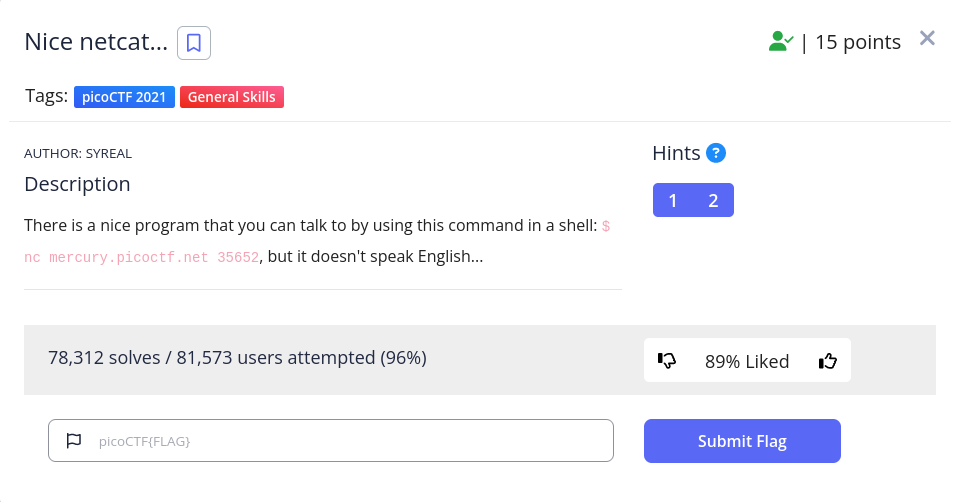 Nice netcat...
| 15 points
Tags: picoCTF 2021 General Skills
AUTHOR: SYREAL
Description
Hints ?
1 2
There is a nice program that you can talk to by using this command in a shell: $
nc mercury.picoctf.net 35652, but it doesn't speak English...
78,312 solves / 81,573 users attempted (96%)
89% Liked
picoCTF{FLAG}
Submit Flag